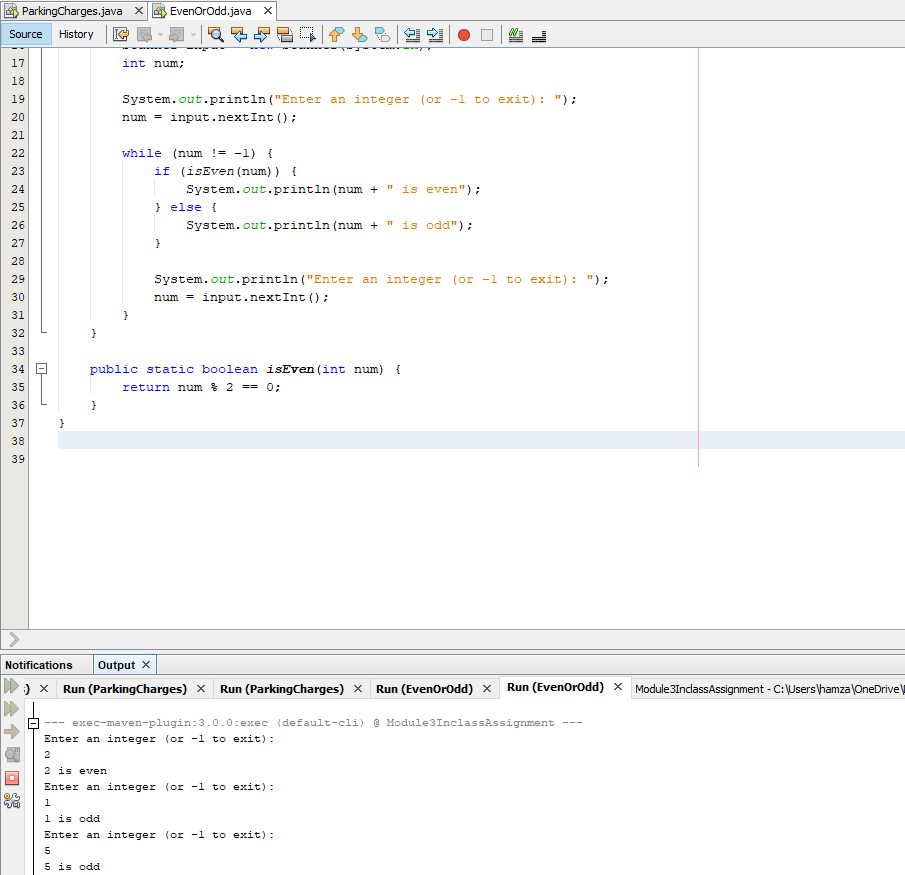 ParkingCharges.java
EvenOrOdd.java
Source History
17 int num;
18
19 System.out.println("Enter an integer (or -1 to exit): ");
20 num = input.nextInt();
21
22 while (num != -1) {
23 if (isEven(num)) {
24 System.out.println(num + " is even");
25 } else {
26 System.out.println(num + " is odd");
27 }
28
29 System.out.println("Enter an integer (or -1 to exit): ");
30 num = input.nextInt();
31 }
32 }
33
34 public static boolean isEven(int num) {
35 return num % 2 == 0;
36 }
37 }
38
39
Notifications Output
) Run (ParkingCharges) Run (ParkingCharges) Run (EvenOrOdd) Run (EvenOrOdd) Module3InclassAssignment - C:\Users\hamza\OneDrive\
--- exec-maven-plugin:3.0.0:exec (default-cli) @ Module3InclassAssignment ---
Enter an integer (or -1 to exit):
2
2 is even
Enter an integer (or -1 to exit):
1
1 is odd
Enter an integer (or -1 to exit):
5
5 is odd